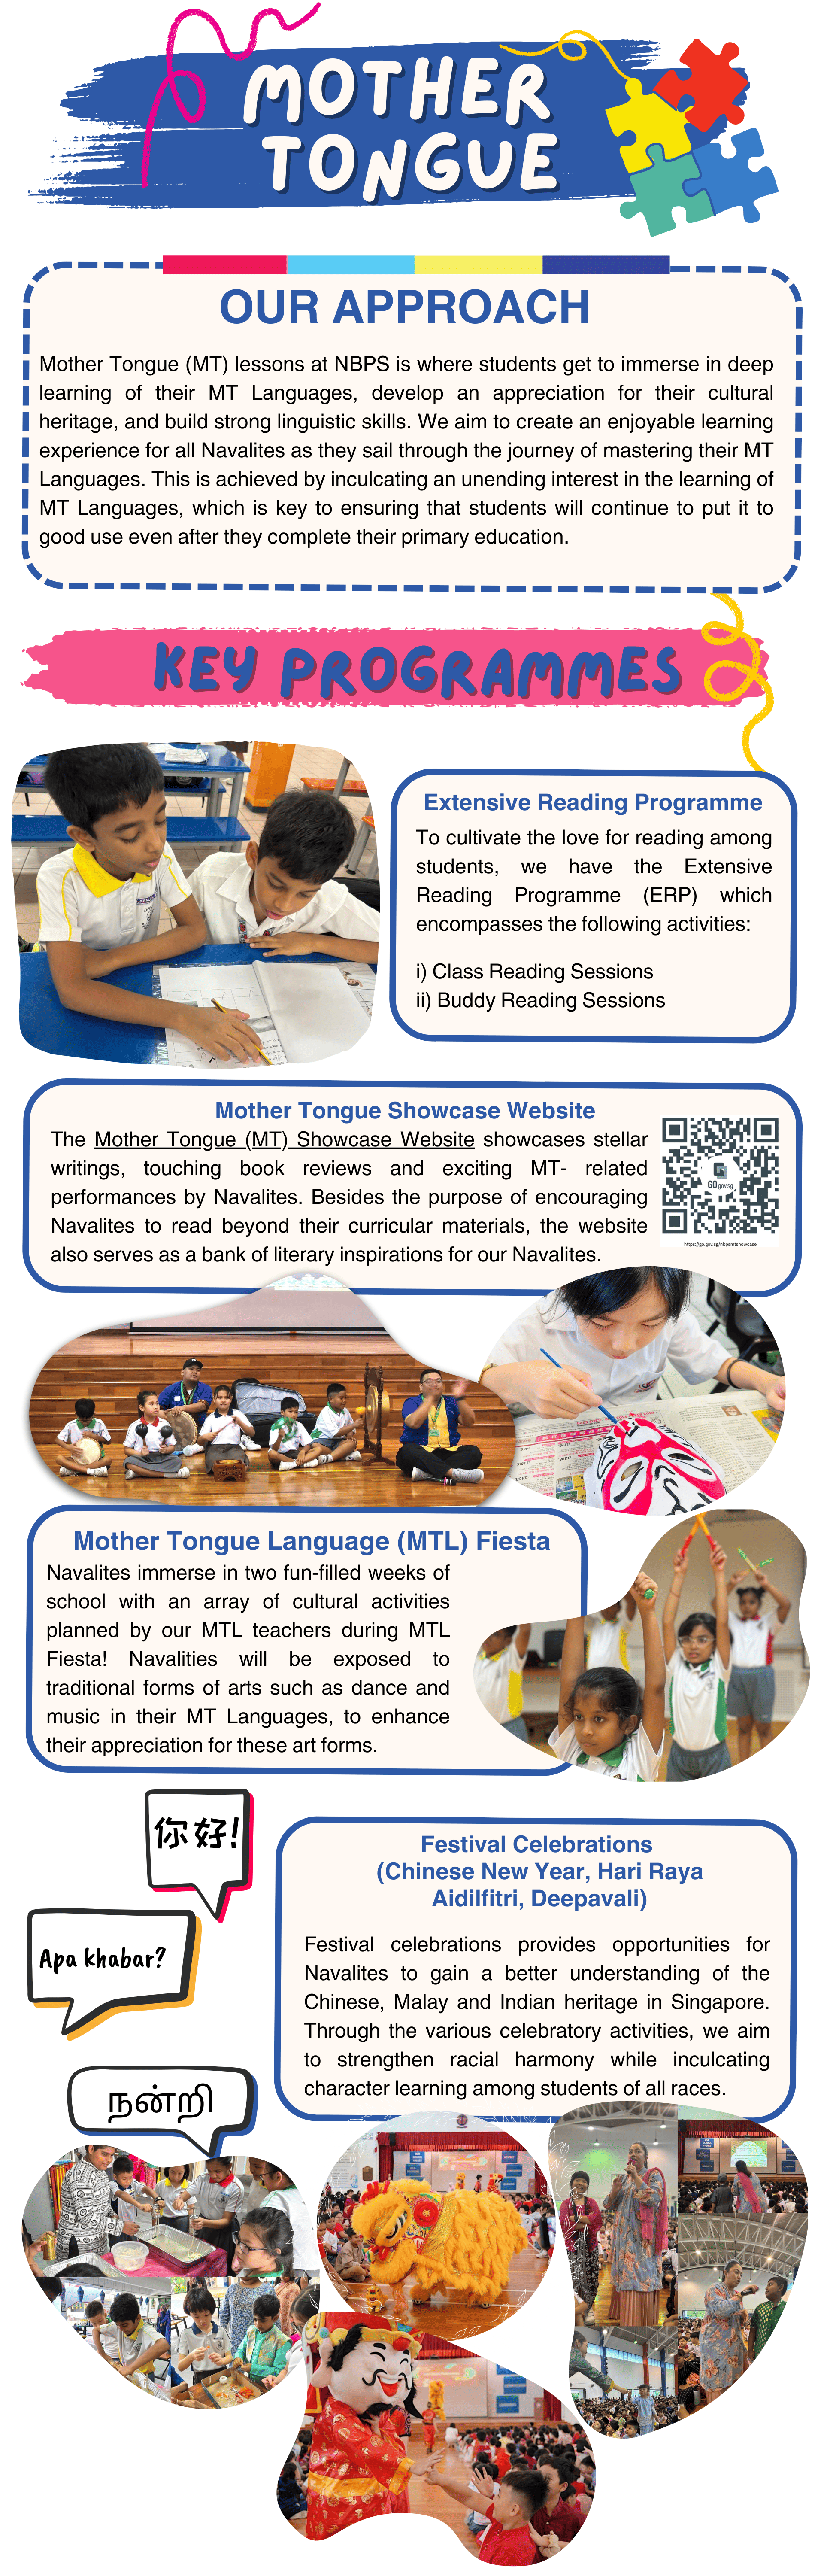 MOTHER
TONGUE
OUR APPROACH
Mother Tongue (MT) lessons at NBPS is where students get to immerse in deep
learning of their MT Languages, develop an appreciation for their cultural
heritage, and build strong linguistic skills. We aim to create an enjoyable learning
experience for all Navalites as they sail through the journey of mastering their MT
Languages. This is achieved by inculcating an unending interest in the learning of
MT Languages, which is key to ensuring that students will continue to put it to
good use even after they complete their primary education.
KEY PROGRAMMES
Extensive Reading Programme
To cultivate the love for reading among
students, we have the Extensive
Reading Programme (ERP) which
encompasses the following activities:
i) Class Reading Sessions
ii) Buddy Reading Sessions
Mother Tongue Showcase Website
The Mother Tongue (MT) Showcase Website showcases stellar
writings, touching book reviews and exciting MT- related
performances by Navalites. Besides the purpose of encouraging
Navalites to read beyond their curricular materials, the website
also serves as a bank of literary inspirations for our Navalites.
GO.gov.sg
https://go.gov.sg/nbpsmtshowcase
Mother Tongue Language (MTL) Fiesta
Navalites immerse in two fun-filled weeks of
school with an array of cultural activities
planned by our MTL teachers during MTL
Fiesta! Navalities will be exposed to
traditional forms of arts such as dance and
music in their MT Languages, to enhance
their appreciation for these art forms.
你好!
Apa khabar?
நன்றி
Festival Celebrations
(Chinese New Year, Hari Raya
Aidilfitri, Deepavali)
Festival celebrations provides opportunities for
Navalites to gain a better understanding of the
Chinese, Malay and Indian heritage in Singapore.
Through the various celebratory activities, we aim
to strengthen racial harmony while inculcating
character learning among students of all races.